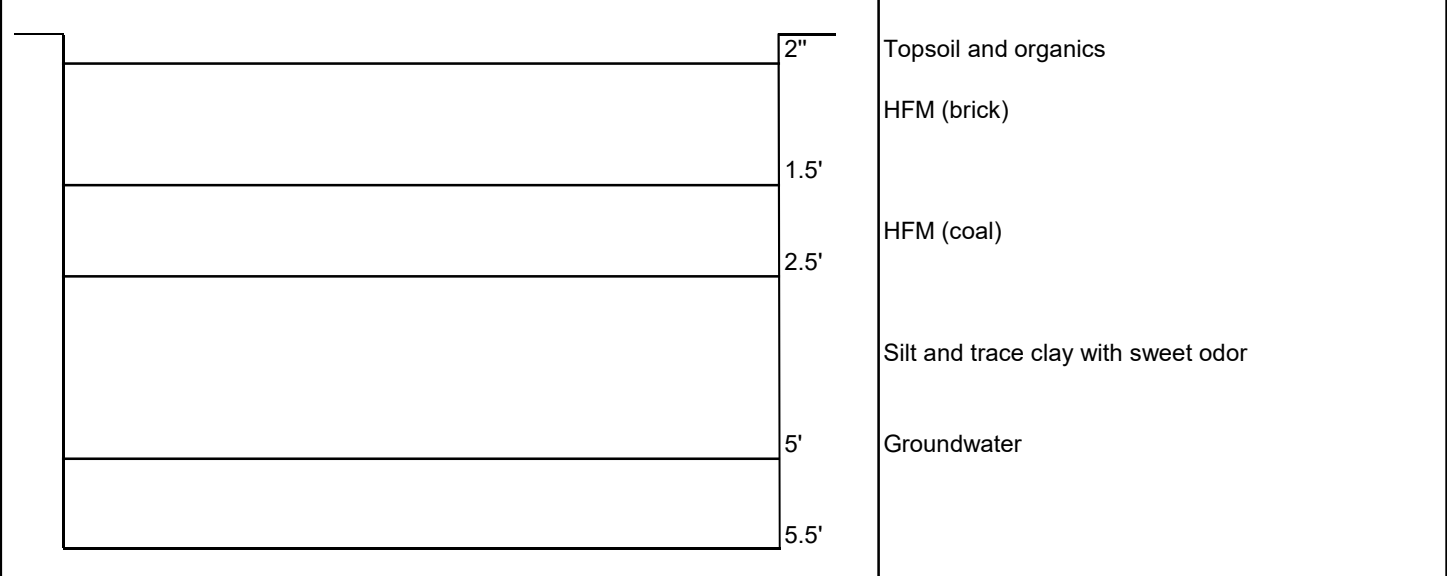 2" Topsoil and organics
HFM (brick)
1.5'
HFM (coal)
2.5'
Silt and trace clay with sweet odor
5' Groundwater
5.5'